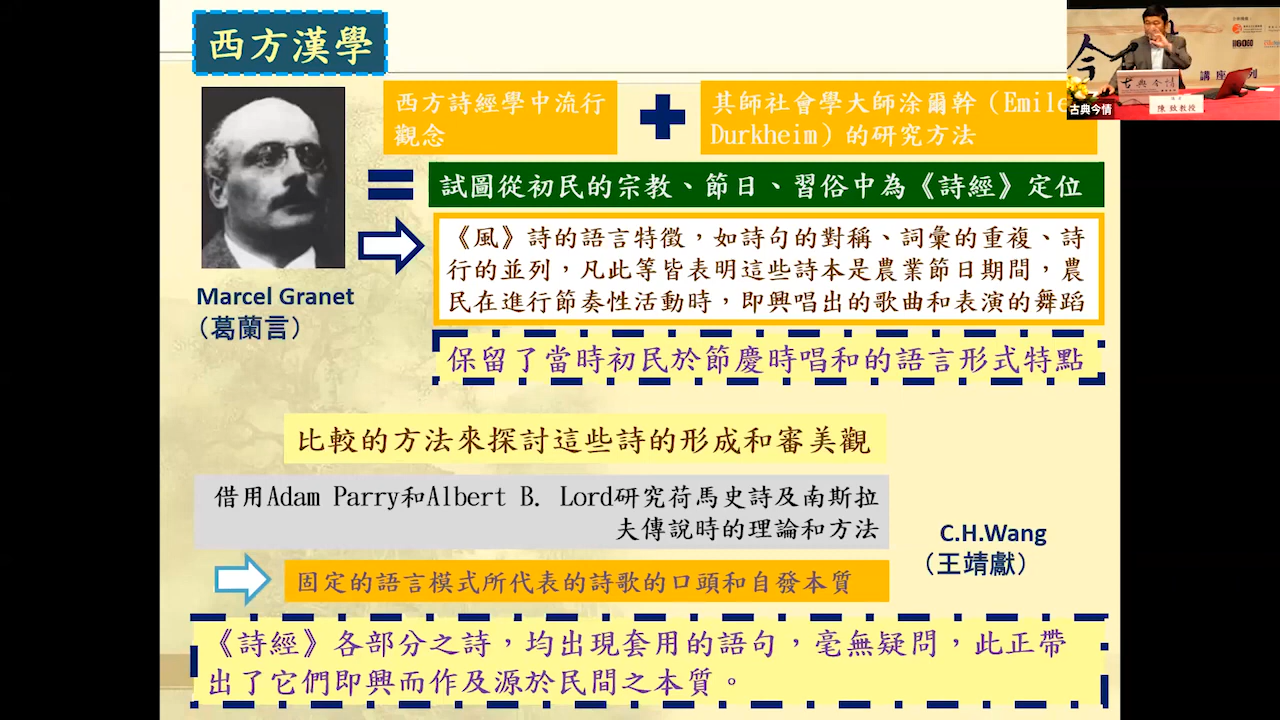 西方漢學
西方詩經學中流行
觀念
其師社會學大師涂爾幹（Emile
Durkheim）的研究方法
試圖從初民的宗教、節日、習俗中為《詩經》定位
《風》詩的語言特徵，如詩句的對稱、詞彙的重複、詩
行的並列，凡此等皆表明這些詩本是農業節日期間，農
民在進行節奏性活動時，即興唱出的歌曲和表演的舞蹈
Marcel Granet
（葛蘭言）
保留了當時初民於節慶時唱和的語言形式特點
比較的方法來探討這些詩的形成和審美觀
借用Adam Parry和Albert B. Lord研究荷馬史詩及南斯拉
夫傳說時的理論和方法
C.H.Wang
（王靖獻）
固定的語言模式所代表的詩歌的口頭和自發本質
《詩經》各部分之詩，均出現套用的語句，毫無疑問，此正帶
出了它們即興而作及源於民間之本質。
今
講座
列
古典今情
古典今情
陳致教授